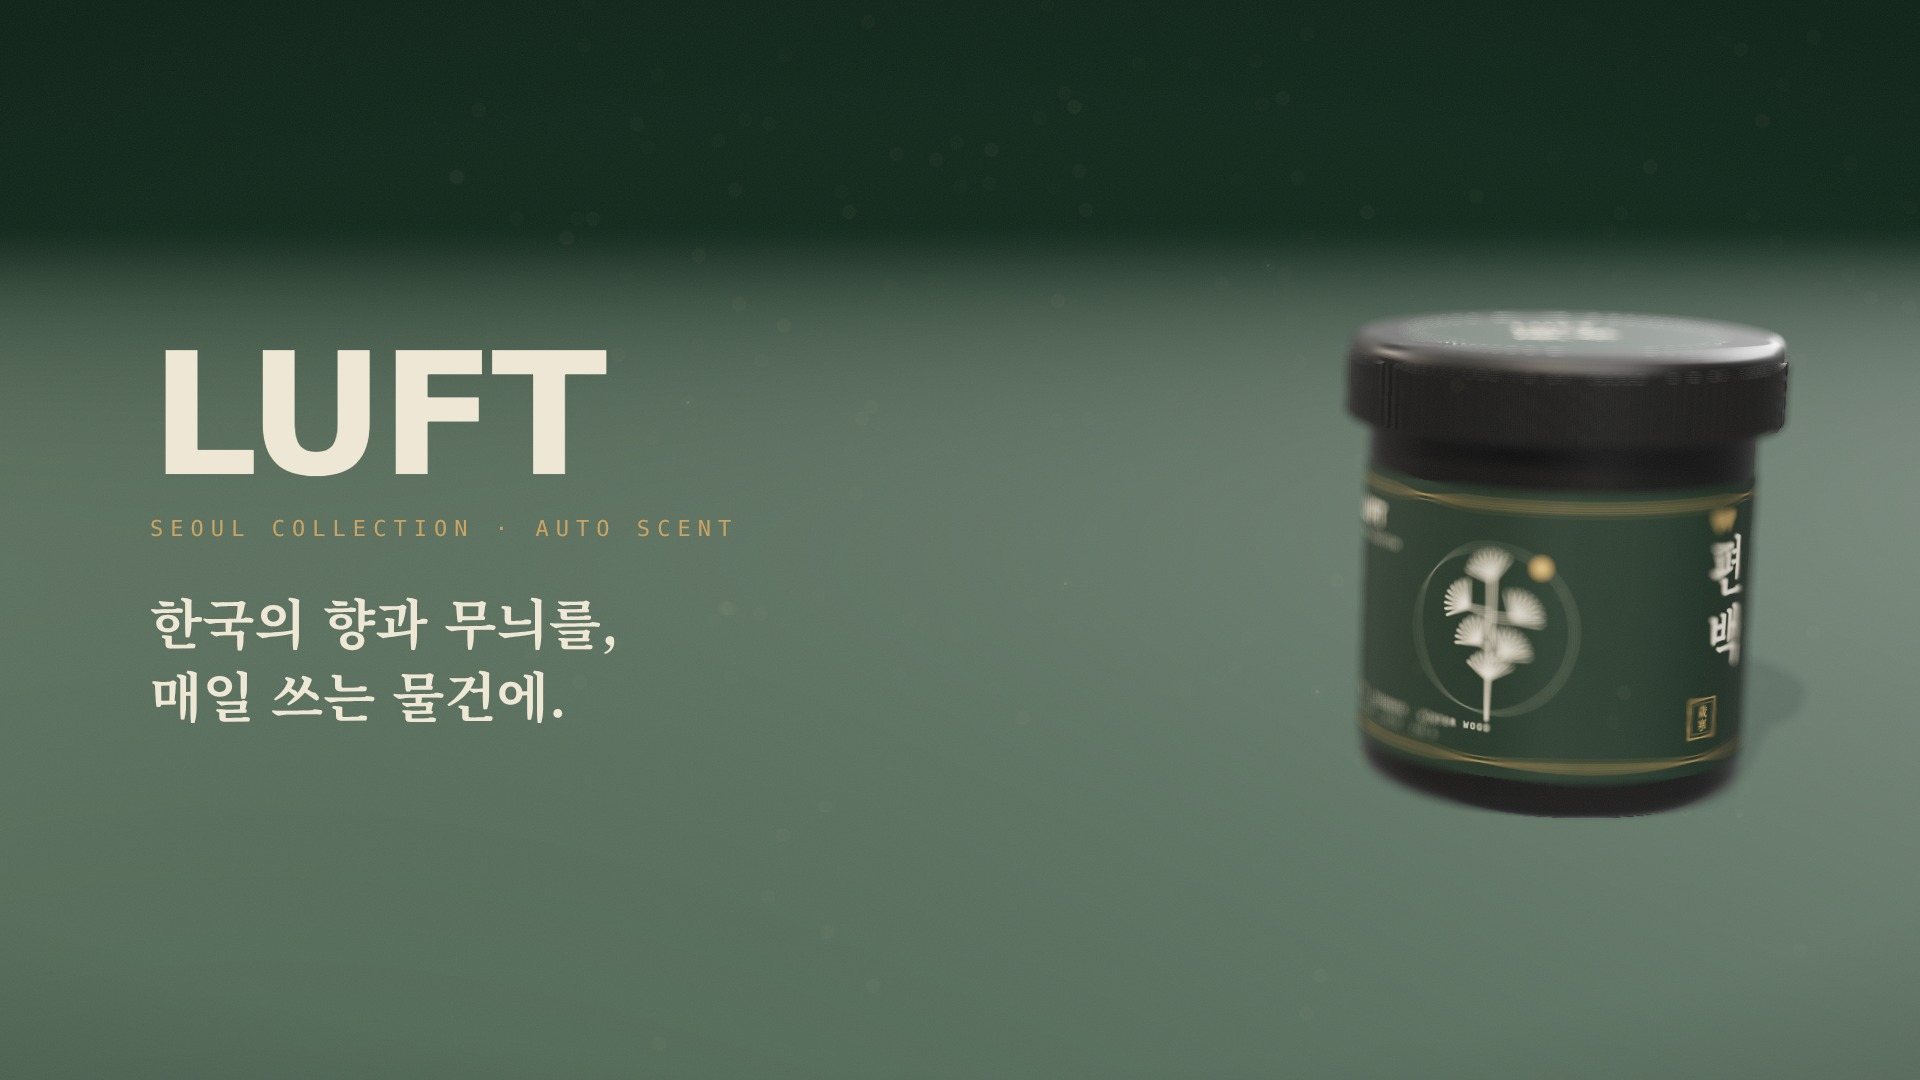 LUFT
SEOUL COLLECTION · AUTO SCENT
한국의 향과 무늬를,
매일 쓰는 물건에.
편백
WOOD